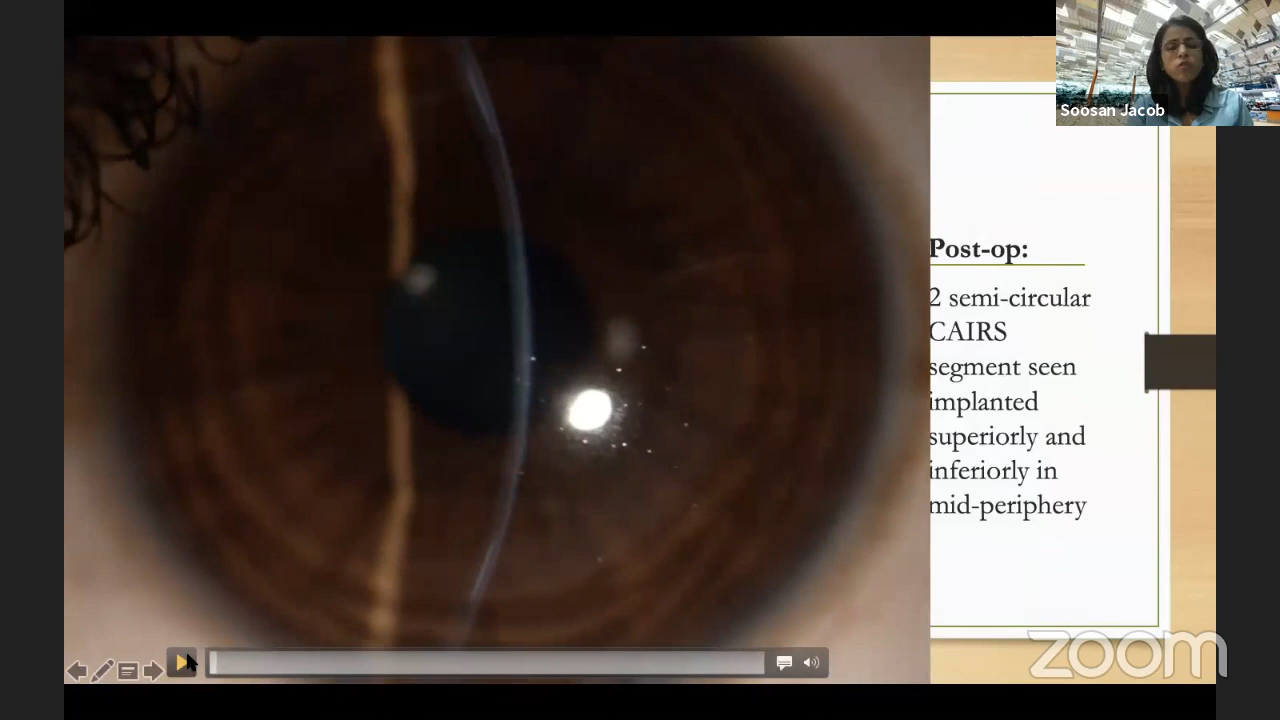 Soosan Jacob
Post-op:
2 semi-circular
CAIRS
segment seen
implanted
superiorly and
inferiorly in
mid-periphery
zoom